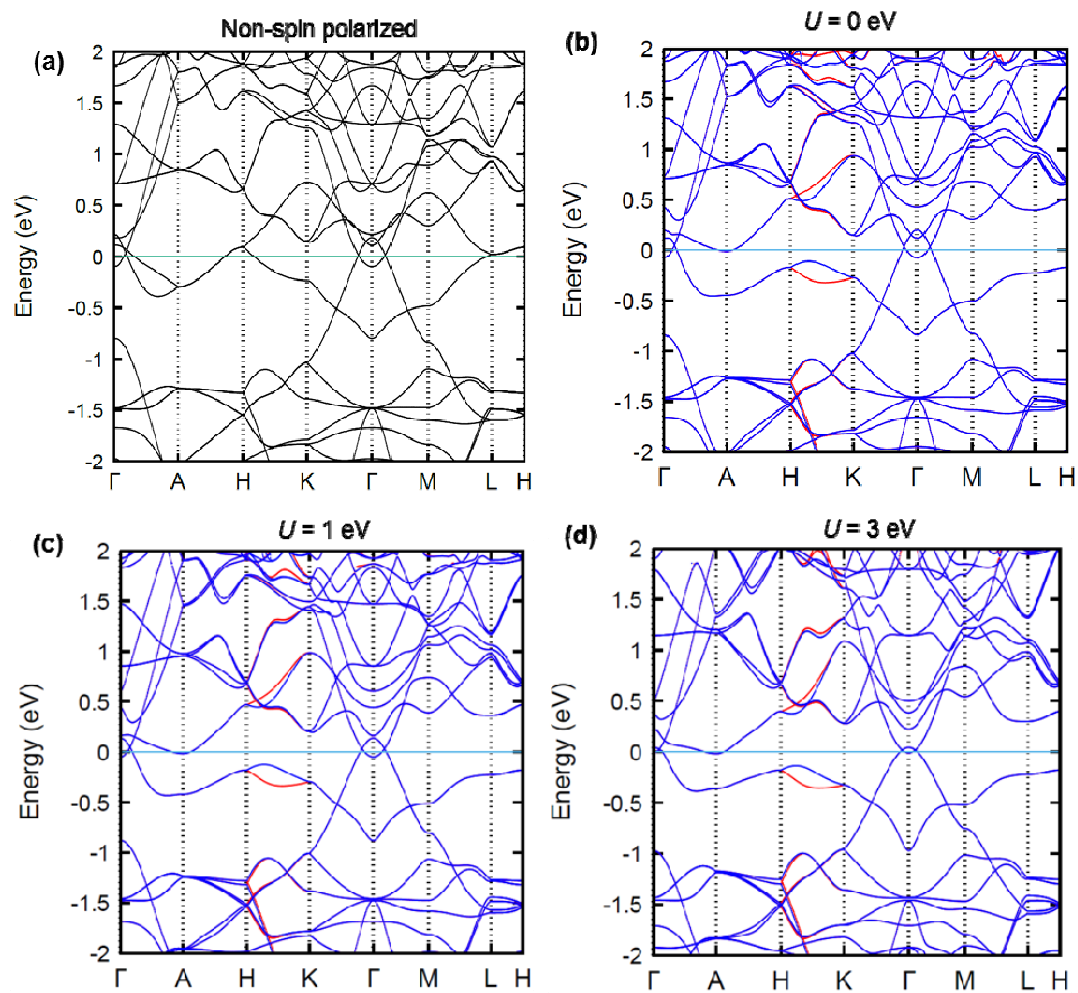 Non-spin polarized
(a)
Energy (eV)
2
1.5
1
0.5
0
-0.5
-1
-1.5
-2
Γ A H K Γ M L H
U = 0 eV
(b)
Energy (eV)
2
1.5
1
0.5
0
-0.5
-1
-1.5
-2
Γ A H K Γ M L H
U = 1 eV
(c)
Energy (eV)
2
1.5
1
0.5
0
-0.5
-1
-1.5
-2
Γ A H K Γ M L H
U = 3 eV
(d)
Energy (eV)
2
1.5
1
0.5
0
-0.5
-1
-1.5
-2
Γ A H K Γ M L H